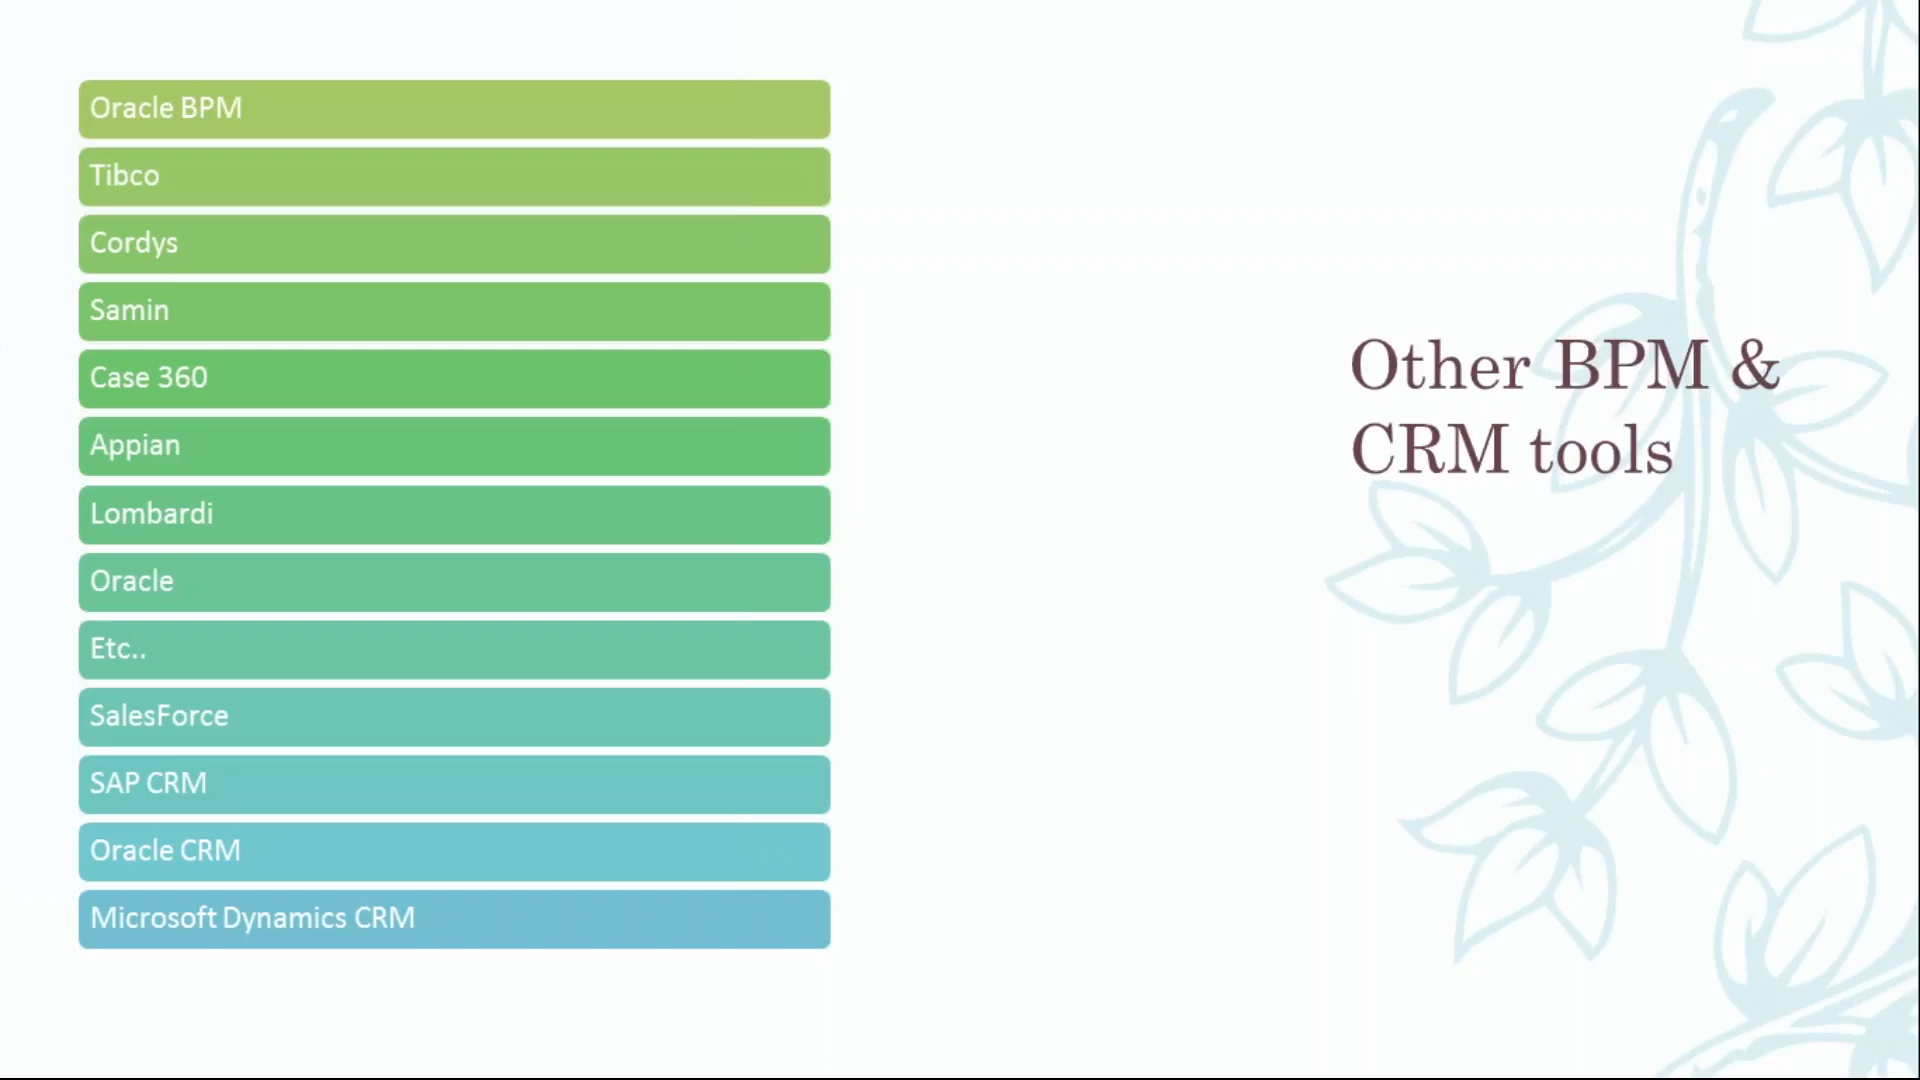 Oracle BPM
Tibco
Cordys
Samin
Case 360
Appian
Lombardi
Oracle
Etc..
SalesForce
SAP CRM
Oracle CRM
Microsoft Dynamics CRM
Other BPM &
CRM tools